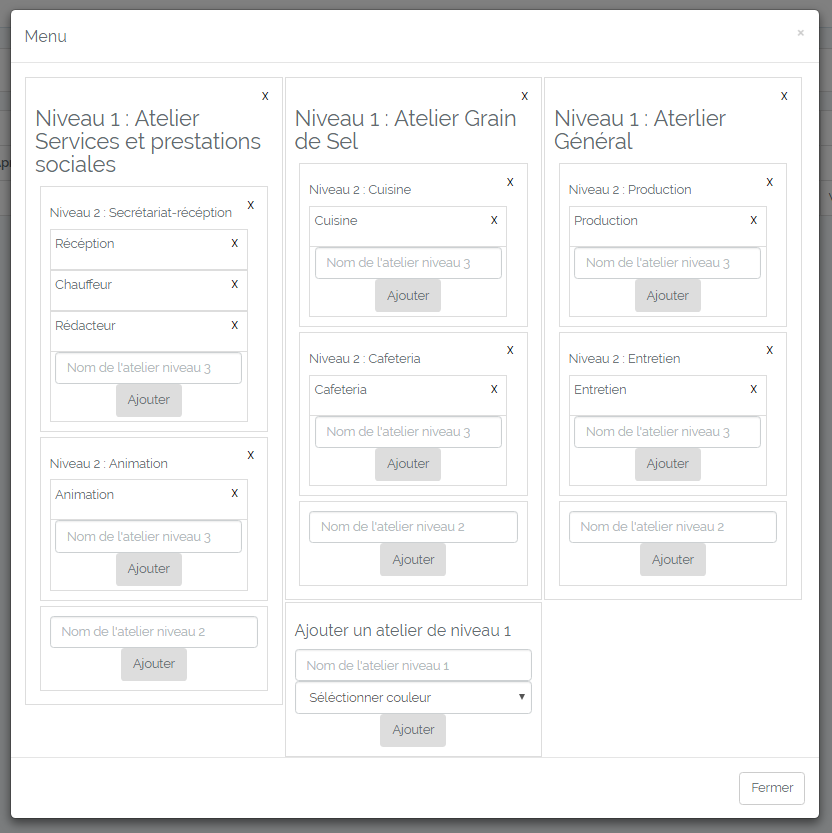 Menu
×
X
Niveau 1 : Atelier
Services et prestations
sociales
X
Niveau 2 : Secrétariat-récéption
Récéption X
Chauffeur X
Rédacteur X
Nom de l'atelier niveau 3
Ajouter
X
Niveau 2 : Animation
Animation X
Nom de l'atelier niveau 3
Ajouter
Nom de l'atelier niveau 2
Ajouter
X
Niveau 1 : Atelier Grain
de Sel
X
Niveau 2 : Cuisine
Cuisine X
Nom de l'atelier niveau 3
Ajouter
X
Niveau 2 : Cafeteria
Cafeteria X
Nom de l'atelier niveau 3
Ajouter
Nom de l'atelier niveau 2
Ajouter
X
Niveau 1 : Aterlier
Général
X
Niveau 2 : Production
Production X
Nom de l'atelier niveau 3
Ajouter
X
Niveau 2 : Entretien
Entretien X
Nom de l'atelier niveau 3
Ajouter
Nom de l'atelier niveau 2
Ajouter
Ajouter un atelier de niveau 1
Nom de l'atelier niveau 1
Séléctionner couleur
Ajouter
Fermer